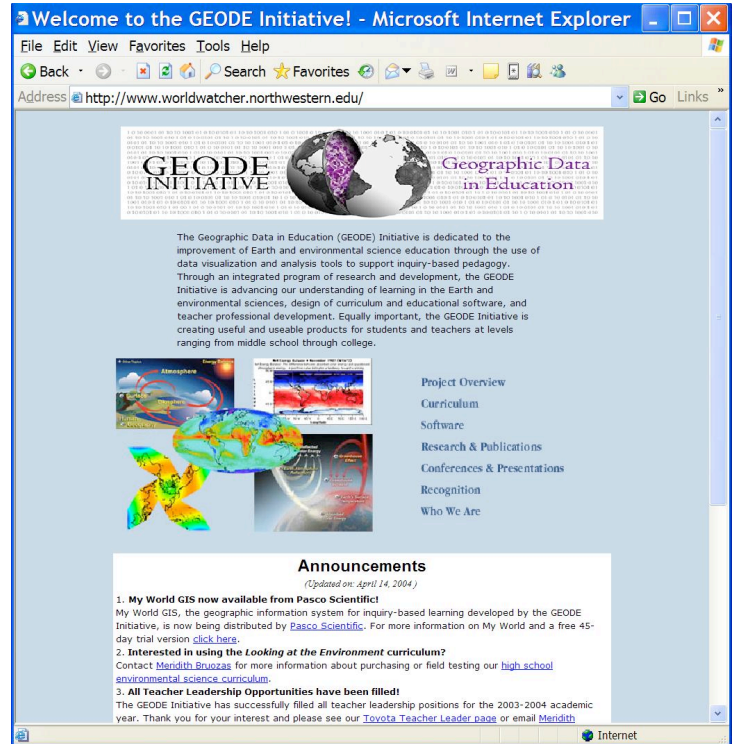 Welcome to the GEODE Initiative! - Microsoft Internet Explorer
File Edit View Favorites Tools Help
Back Search Favorites
Address http://www.worldwatcher.northwestern.edu/ Go Links »
GEODE
INITIATIVE
Geographic Data
in Education
The Geographic Data in Education (GEODE) Initiative is dedicated to the
improvement of Earth and environmental science education through the use of
data visualization and analysis tools to support inquiry-based pedagogy.
Through an integrated program of research and development, the GEODE
Initiative is advancing our understanding of learning in the Earth and
environmental sciences, design of curriculum and educational software, and
teacher professional development. Equally important, the GEODE Initiative is
creating useful and useable products for students and teachers at levels
ranging from middle school through college.
Atmosphere
Project Overview
Curriculum
Software
Research & Publications
Conferences & Presentations
Recognition
Who We Are
Announcements
(Updated on: April 14, 2004 )
1. My World GIS now available from Pasco Scientific!
My World GIS, the geographic information system for inquiry-based learning developed by the GEODE
Initiative, is now being distributed by Pasco Scientific. For more information on My World and a free 45-
day trial version click here.
2. Interested in using the Looking at the Environment curriculum?
Contact Meridith Bruozas for more information about purchasing or field testing our high school
environmental science curriculum.
3. All Teacher Leadership Opportunities have been filled!
The GEODE Initiative has successfully filled all teacher leadership positions for the 2003-2004 academic
year. Thank you for your interest and please see our Toyota Teacher Leader page or email Meridith
Internet